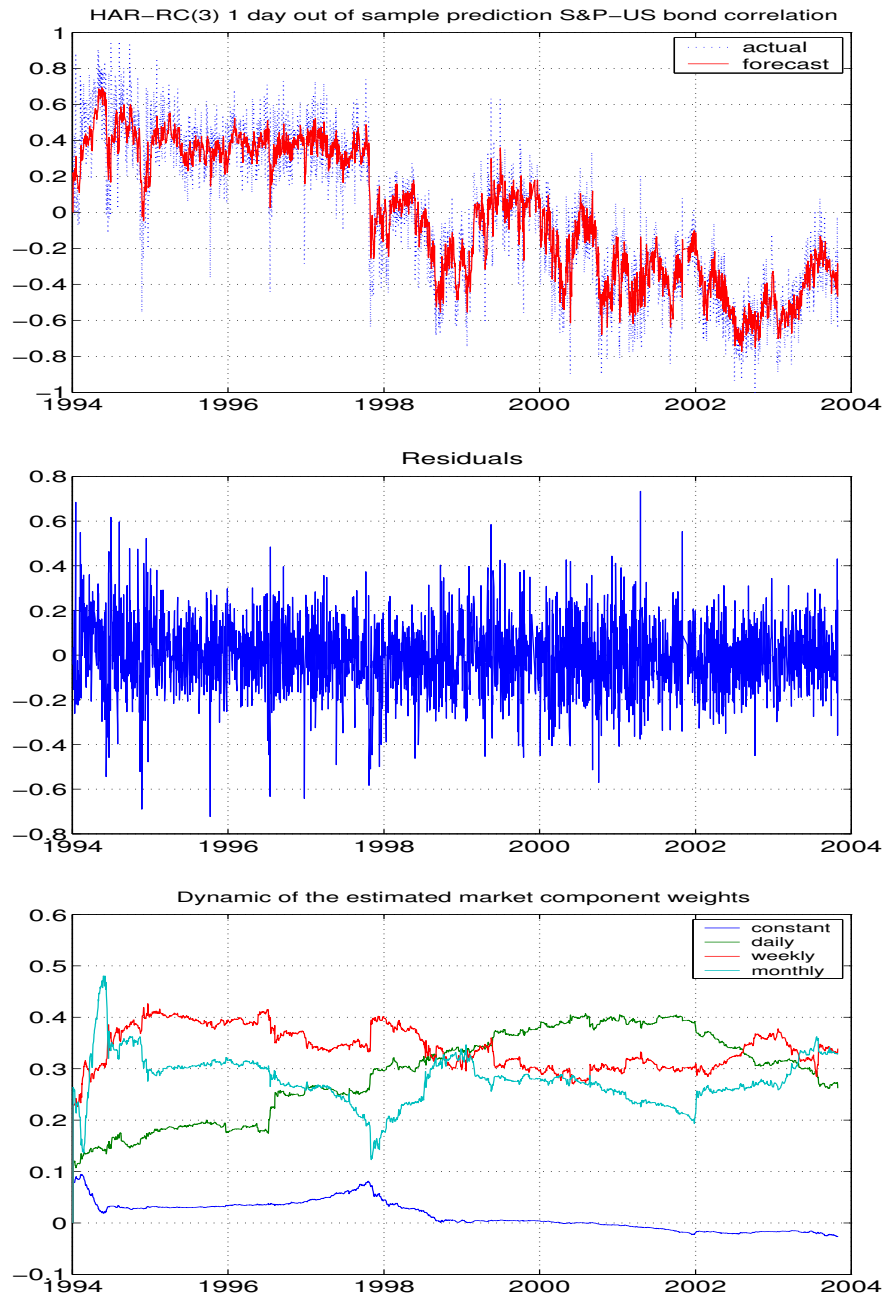 HAR−RC(3) 1 day out of sample prediction S&P−US bond correlation
1
0.8
0.6
0.4
0.2
0
−0.2
−0.4
−0.6
−0.8
−1
actual
forecast
1994 1996 1998 2000 2002 2004
Residuals
0.8
0.6
0.4
0.2
0
−0.2
−0.4
−0.6
−0.8
1994 1996 1998 2000 2002 2004
Dynamic of the estimated market component weights
0.6
0.5
0.4
0.3
0.2
0.1
0
−0.1
constant
daily
weekly
monthly
1994 1996 1998 2000 2002 2004